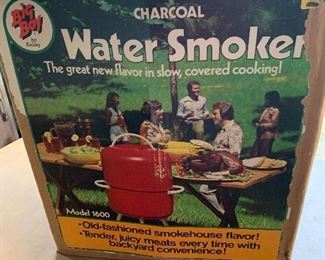 Big
Boy
by
Kelley
CHARCOAL
Water Smoker
The great new flavor in slow, covered cooking!
Model 1600
•Old-fashioned smokehouse flavor!
•Tender, juicy meats every time with
backyard convenience!